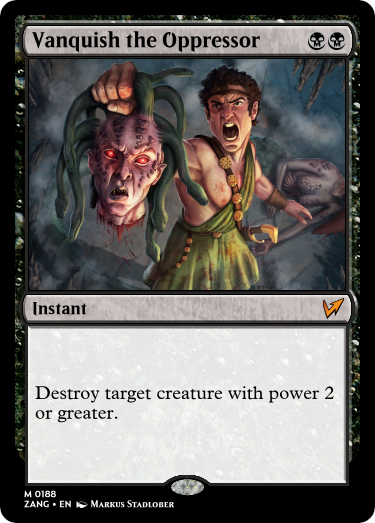 Vanquish the Oppressor
Instant
Destroy target creature with power 2
or greater.
M 0188
ZANG • EN Markus Stadlober